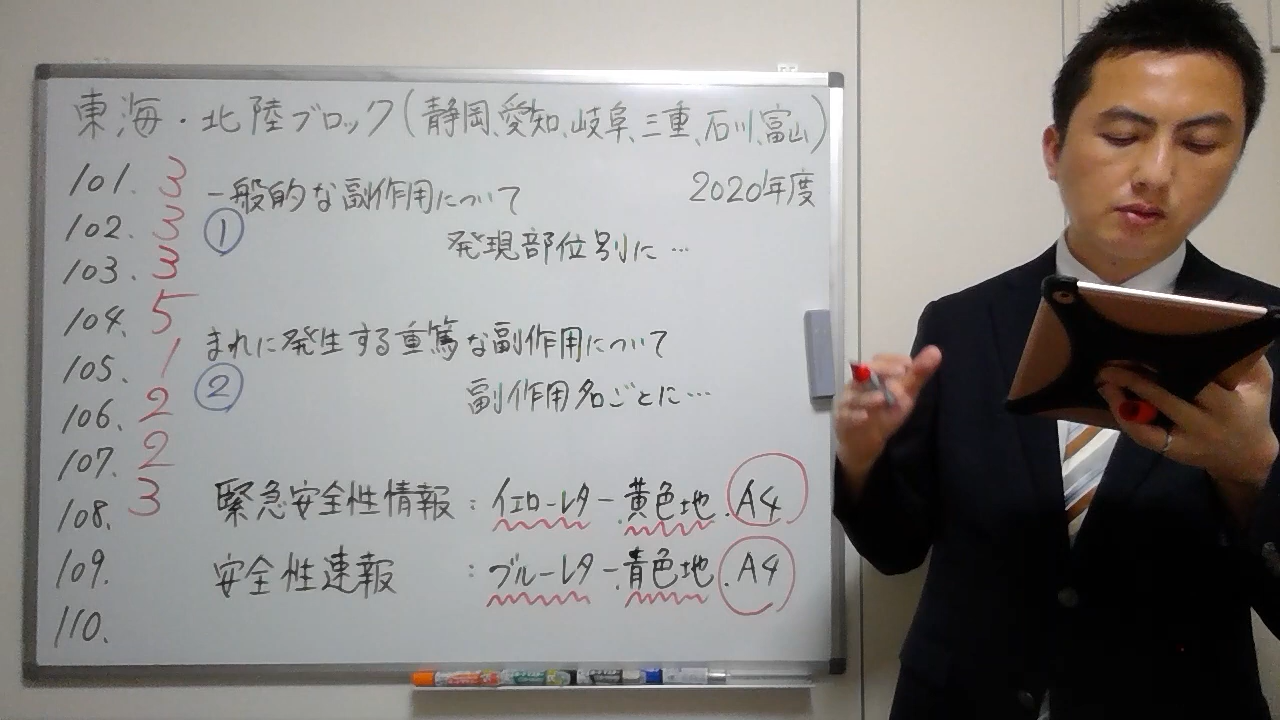 東海・北陸ブロック(静岡、愛知、岐阜、三重、石川、富山)
2020年度
101. 3
102. 3
103. 3
104. 5
105. 1
106. 2
107. 2
108. 3
109.
110.
一般的な副作用について
①
発現部位別に…
まれに発生する重篤な副作用について
②
副作用名ごとに…
緊急安全性情報:イエローレター.黄色地.A4
安全性速報:ブルーレター.青色地.A4